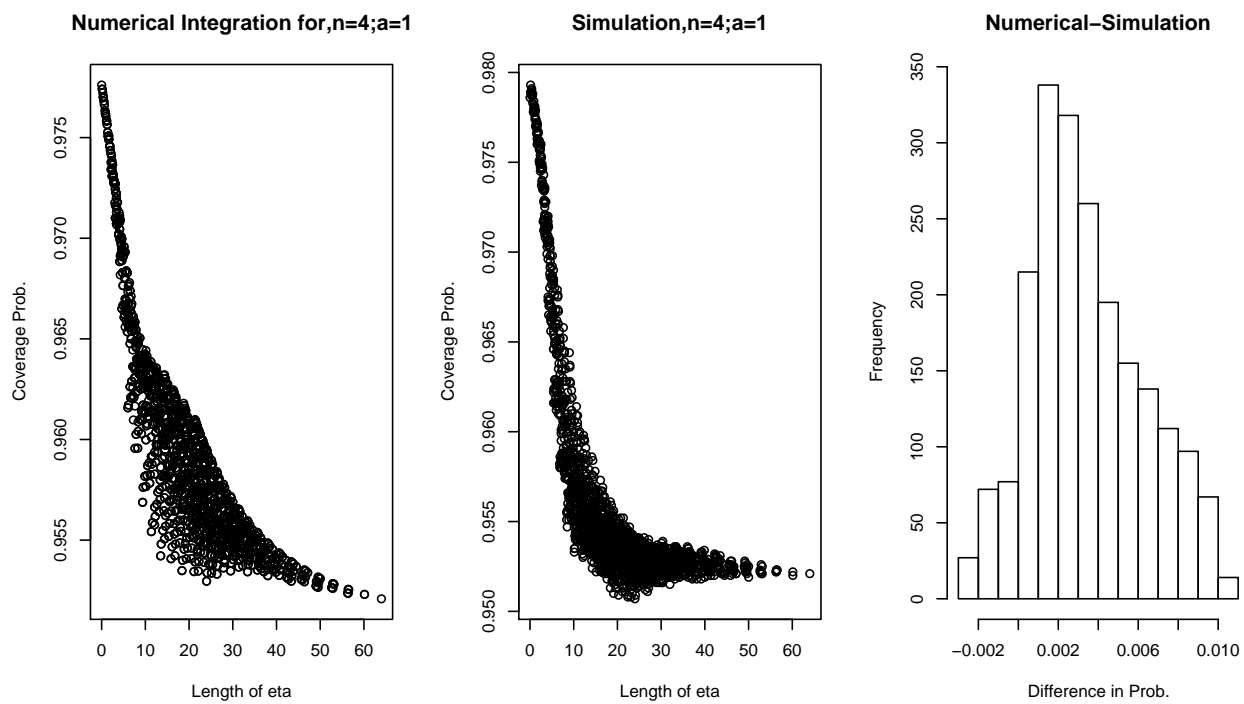 Numerical Integration for,n=4;a=1
Coverage Prob.
0.975
0.970
0.965
0.960
0.955
0 10 20 30 40 50 60
Length of eta
Simulation,n=4;a=1
Coverage Prob.
0.980
0.975
0.970
0.965
0.960
0.955
0.950
0 10 20 30 40 50 60
Length of eta
Numerical−Simulation
Frequency
350
300
250
200
150
100
50
0
−0.002 0.002 0.006 0.010
Difference in Prob.